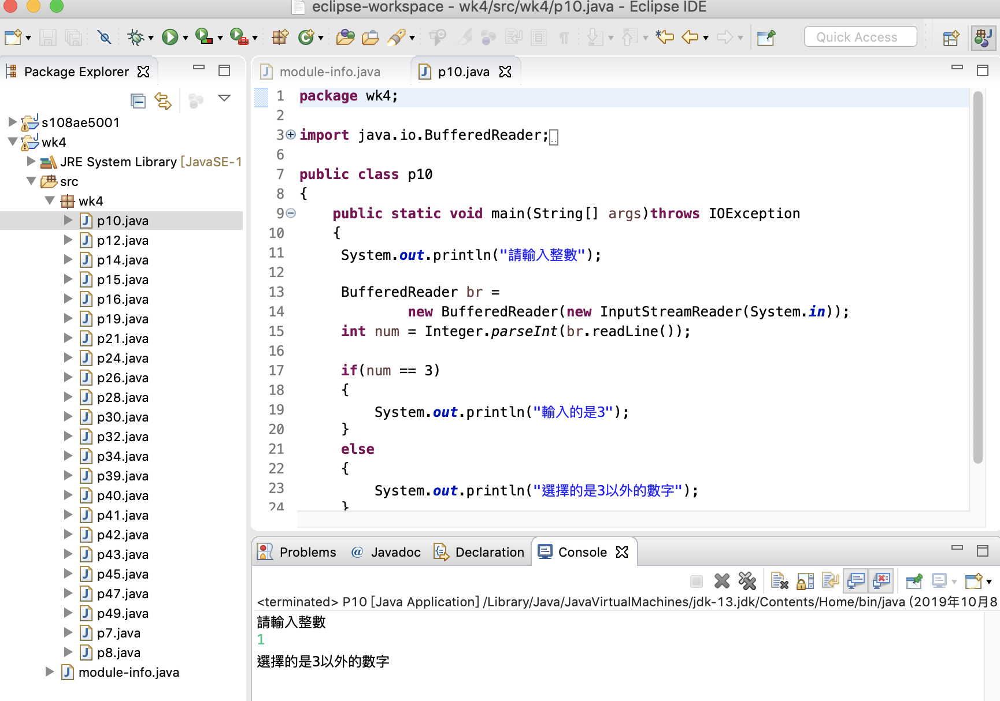 eclipse-workspace - wk4/src/wk4/p10.java - Eclipse IDE
Quick Access
Package Explorer
s108ae5001
wk4
JRE System Library [JavaSE-1
src
wk4
p10.java
p12.java
p14.java
p15.java
p16.java
p19.java
p21.java
p24.java
p26.java
p28.java
p30.java
p32.java
p34.java
p39.java
p40.java
p41.java
p42.java
p43.java
p45.java
p47.java
p49.java
p7.java
p8.java
module-info.java
module-info.java p10.java
1 package wk4;
2
3 import java.io.BufferedReader;
6
7 public class p10
8 {
9 public static void main(String[] args)throws IOException
10 {
11 System.out.println("請輸入整數");
12
13 BufferedReader br =
14 new BufferedReader(new InputStreamReader(System.in));
15 int num = Integer.parseInt(br.readLine());
16
17 if(num == 3)
18 {
19 System.out.println("輸入的是3");
20 }
21 else
22 {
23 System.out.println("選擇的是3以外的數字");
24 }
Problems @ Javadoc Declaration Console
<terminated> P10 [Java Application] /Library/Java/JavaVirtualMachines/jdk-13.jdk/Contents/Home/bin/java (2019年10月8
請輸入整數
1
選擇的是3以外的數字